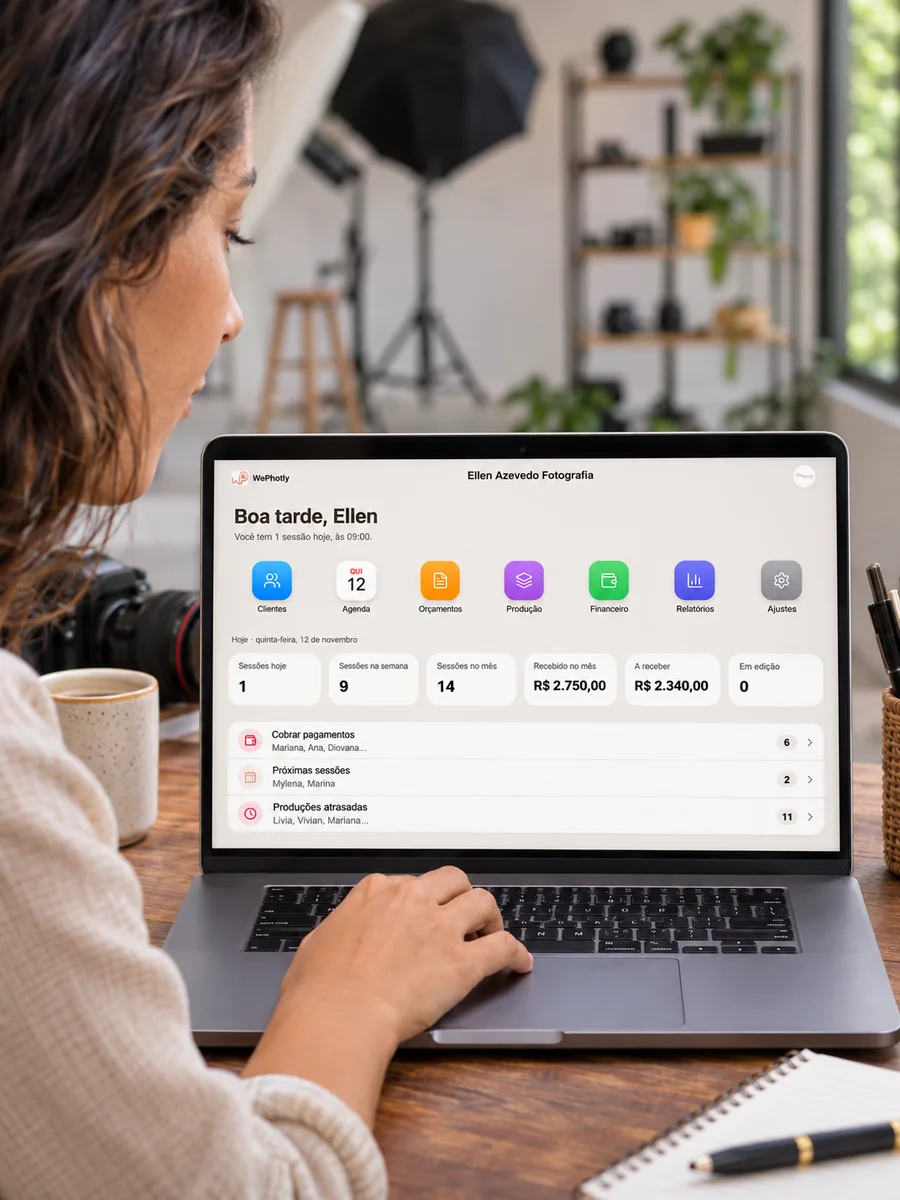 WePhotly
Ellen Azevedo Fotografia
Boa tarde, Ellen
Você tem 1 sessão hoje, às 09:00.
QUI
12
Clientes
Agenda
Orçamentos
Produção
Financeiro
Relatórios
Ajustes
Hoje · quinta-feira, 12 de novembro
Sessões hoje
1
Sessões na semana
9
Sessões no mês
14
Recebido no mês
R$ 2.750,00
A receber
R$ 2.340,00
Em edição
0
Cobrar pagamentos
Mariana, Ana, Diovana...
6
Próximas sessões
Mylena, Marina
2
Produções atrasadas
Livia, Vivian, Mariana...
11